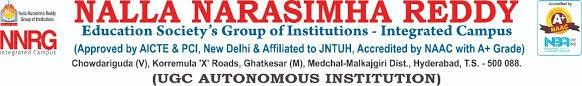 Nalla Narasimha Reddy
Group of Institutions
NNRG
Integrated Campus
NALLA NARASIMHA REDDY
Education Society's Group of Institutions - Integrated Campus
(Approved by AICTE & PCI, New Delhi & Affiliated to JNTUH, Accredited by NAAC with A+ Grade)
Chowdariguda (V), Korremula 'X' Roads, Ghatkesar (M), Medchal-Malkajgiri Dist., Hyderabad, T.S. - 500 088.
(UGC AUTONOMOUS INSTITUTION)
Accredited by
A+
NAAC